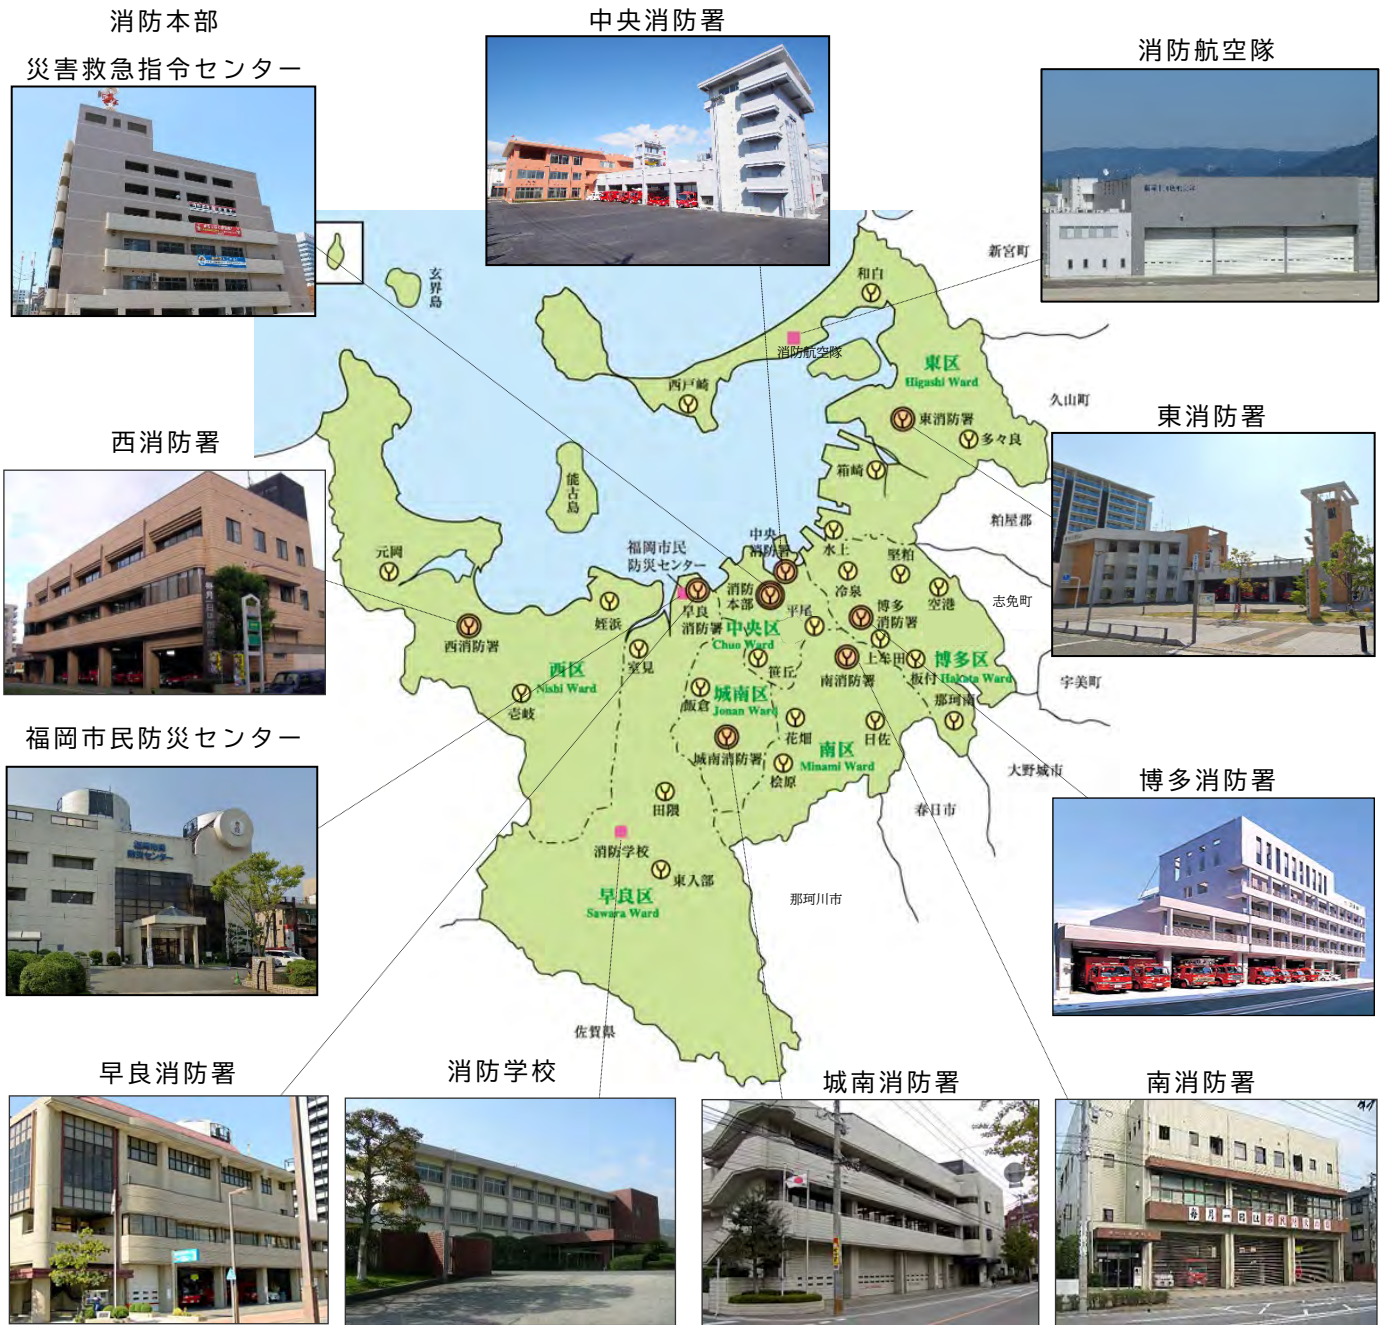 消防本部
災害救急指令センター
中央消防署
消防航空隊
西消防署
福岡市民防災センター
早良消防署
消防学校
城南消防署
南消防署
東消防署
博多消防署
玄界島
新宮町
和白
消防航空隊
東区
Higashi Ward
久山町
西戸崎
東消防署
多々良
箱崎
能古島
粕屋郡
元岡
福岡市民
防災センター
中央
消防署
水上
堅粕
冷泉
空港
志免町
消防
本部
早良
消防署
平尾
博多
消防署
姪浜
西消防署
中央区
Chuo Ward
上牟田
博多区
Hakata Ward
板付
西区
Nishi Ward
室見
笹丘
南消防署
宇美町
壱岐
飯倉
城南区
Jonan Ward
那珂南
花畑
日佐
城南消防署
南区
Minami Ward
桧原
大野城市
春日市
田隈
消防学校
東入部
早良区
Sawara Ward
那珂川市
佐賀県
福岡市民
防災センター